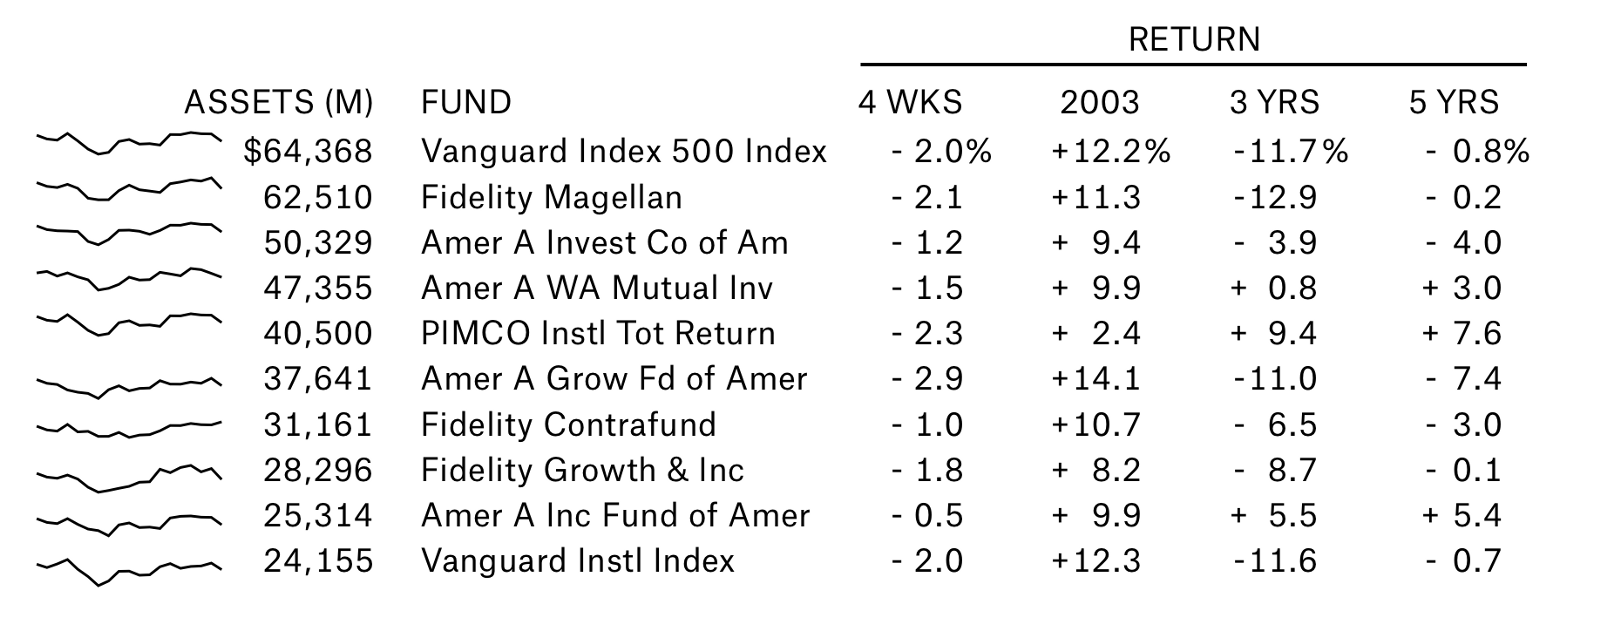 RETURN
ASSETS (M) FUND 4 WKS 2003 3 YRS 5 YRS
$64,368 Vanguard Index 500 Index - 2.0% +12.2% -11.7% - 0.8%
62,510 Fidelity Magellan - 2.1 +11.3 -12.9 - 0.2
50,329 Amer A Invest Co of Am - 1.2 + 9.4 - 3.9 - 4.0
47,355 Amer A WA Mutual Inv - 1.5 + 9.9 + 0.8 + 3.0
40,500 PIMCO Instl Tot Return - 2.3 + 2.4 + 9.4 + 7.6
37,641 Amer A Grow Fd of Amer - 2.9 +14.1 -11.0 - 7.4
31,161 Fidelity Contrafund - 1.0 +10.7 - 6.5 - 3.0
28,296 Fidelity Growth & Inc - 1.8 + 8.2 - 8.7 - 0.1
25,314 Amer A Inc Fund of Amer - 0.5 + 9.9 + 5.5 + 5.4
24,155 Vanguard Instl Index - 2.0 +12.3 -11.6 - 0.7